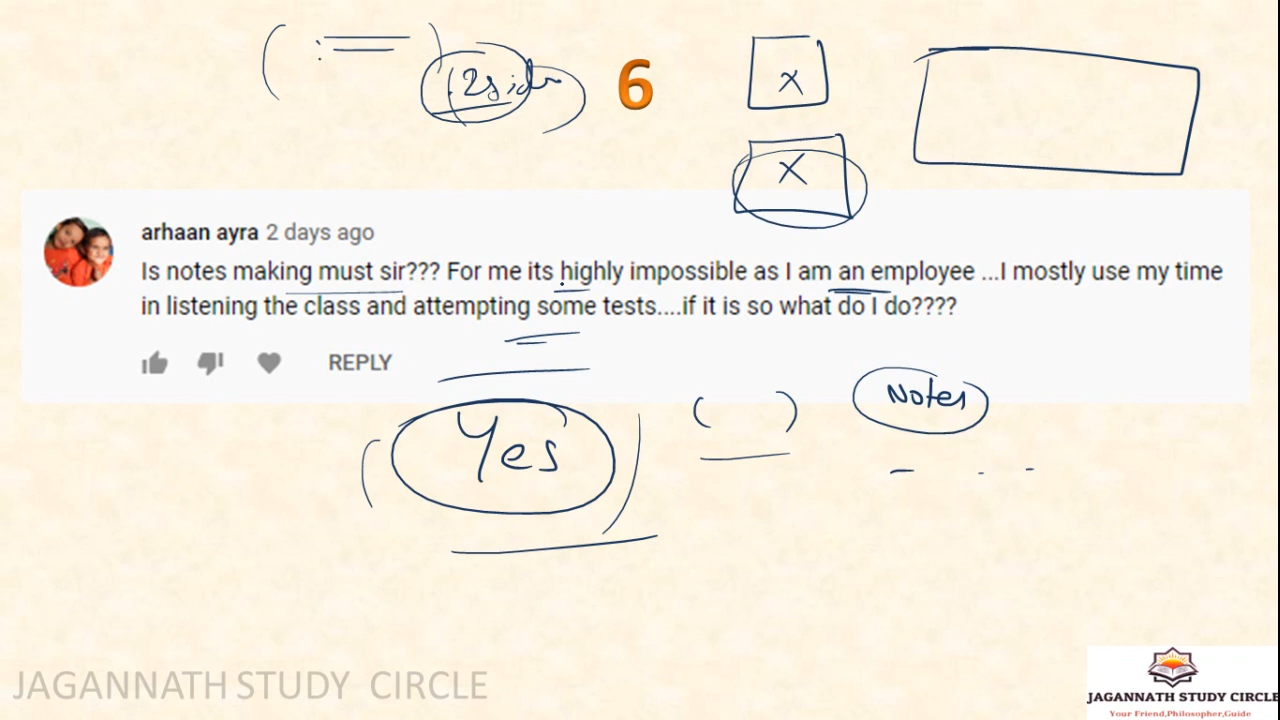 2side
6
X
X
arhaan ayra 2 days ago
Is notes making must sir??? For me its highly impossible as I am an employee ...I mostly use my time
in listening the class and attempting some tests....if it is so what do I do????
REPLY
Notes
Yes
JAGANNATH STUDY CIRCLE
JAGANNATH STUDY CIRCLE
Your Friend,Philosopher,Guide